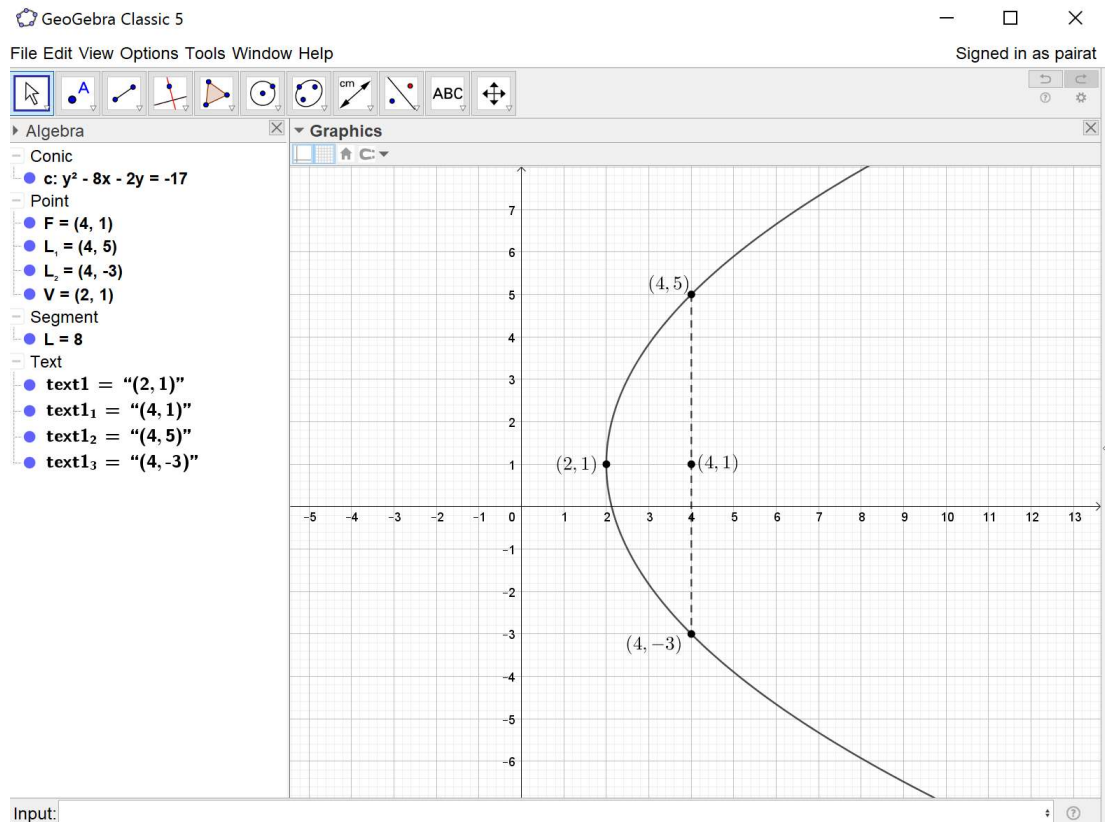 GeoGebra Classic 5
File Edit View Options Tools Window Help
Signed in as pairat
cm
A
ABC
Algebra
Conic
c: y² - 8x - 2y = -17
Point
F = (4, 1)
L₁ = (4, 5)
L₂ = (4, -3)
V = (2, 1)
Segment
L = 8
Text
text1 = “(2, 1)”
text1₁ = “(4, 1)”
text1₂ = “(4, 5)”
text1₃ = “(4, -3)”
Graphics
7
6
5
4
3
2
1
−1
−2
−3
−4
−5
−6
(4, 5)
(2, 1)
(4, 1)
(4, −3)
−5 −4 −3 −2 −1 0 1 2 3 4 5 6 7 8 9 10 11 12 13
Input: